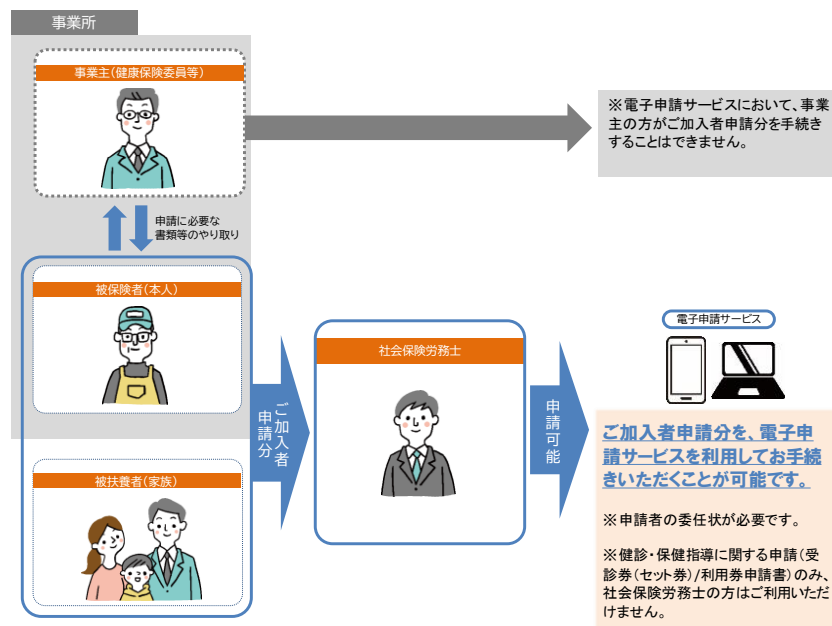 事業所
事業主(健康保険委員等)
※電子申請サービスにおいて、事業
主の方がご加入者申請分を手続き
することはできません。
申請に必要な
書類等のやり取り
被保険者(本人)
被扶養者(家族)
ご加入者
申請分
社会保険労務士
申請可能
電子申請サービス
ご加入者申請分を、電子申
請サービスを利用してお手続
きいただくことが可能です。
※申請者の委任状が必要です。
※健診・保健指導に関する申請(受
診券(セット券)/利用券申請書)のみ、
社会保険労務士の方はご利用いただ
けません。